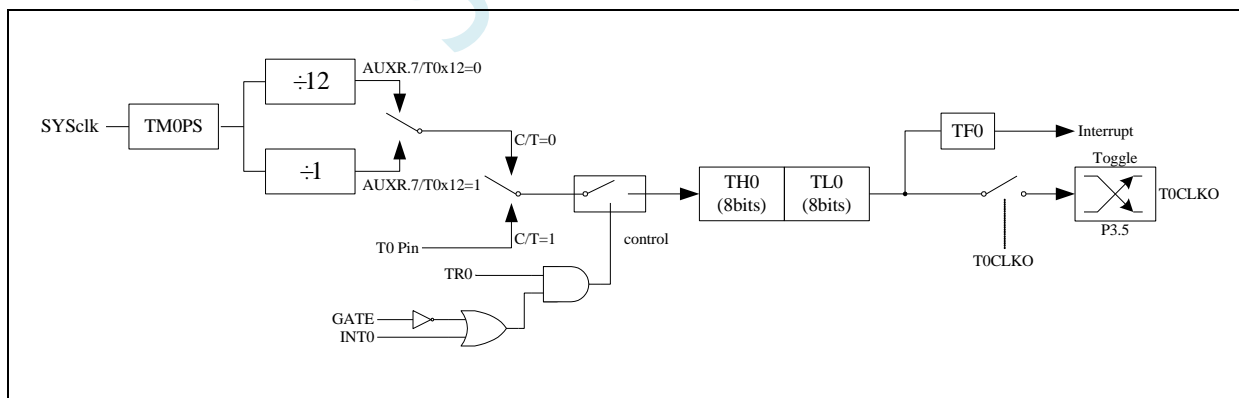 AUXR.7/T0x12=0
÷12
SYSclk
TM0PS
C/T=0
÷1
AUXR.7/T0x12=1
T0 Pin
C/T=1
control
TR0
GATE
INT0
TH0
(8bits)
TL0
(8bits)
TF0
Interrupt
Toggle
T0CLKO
P3.5
T0CLKO